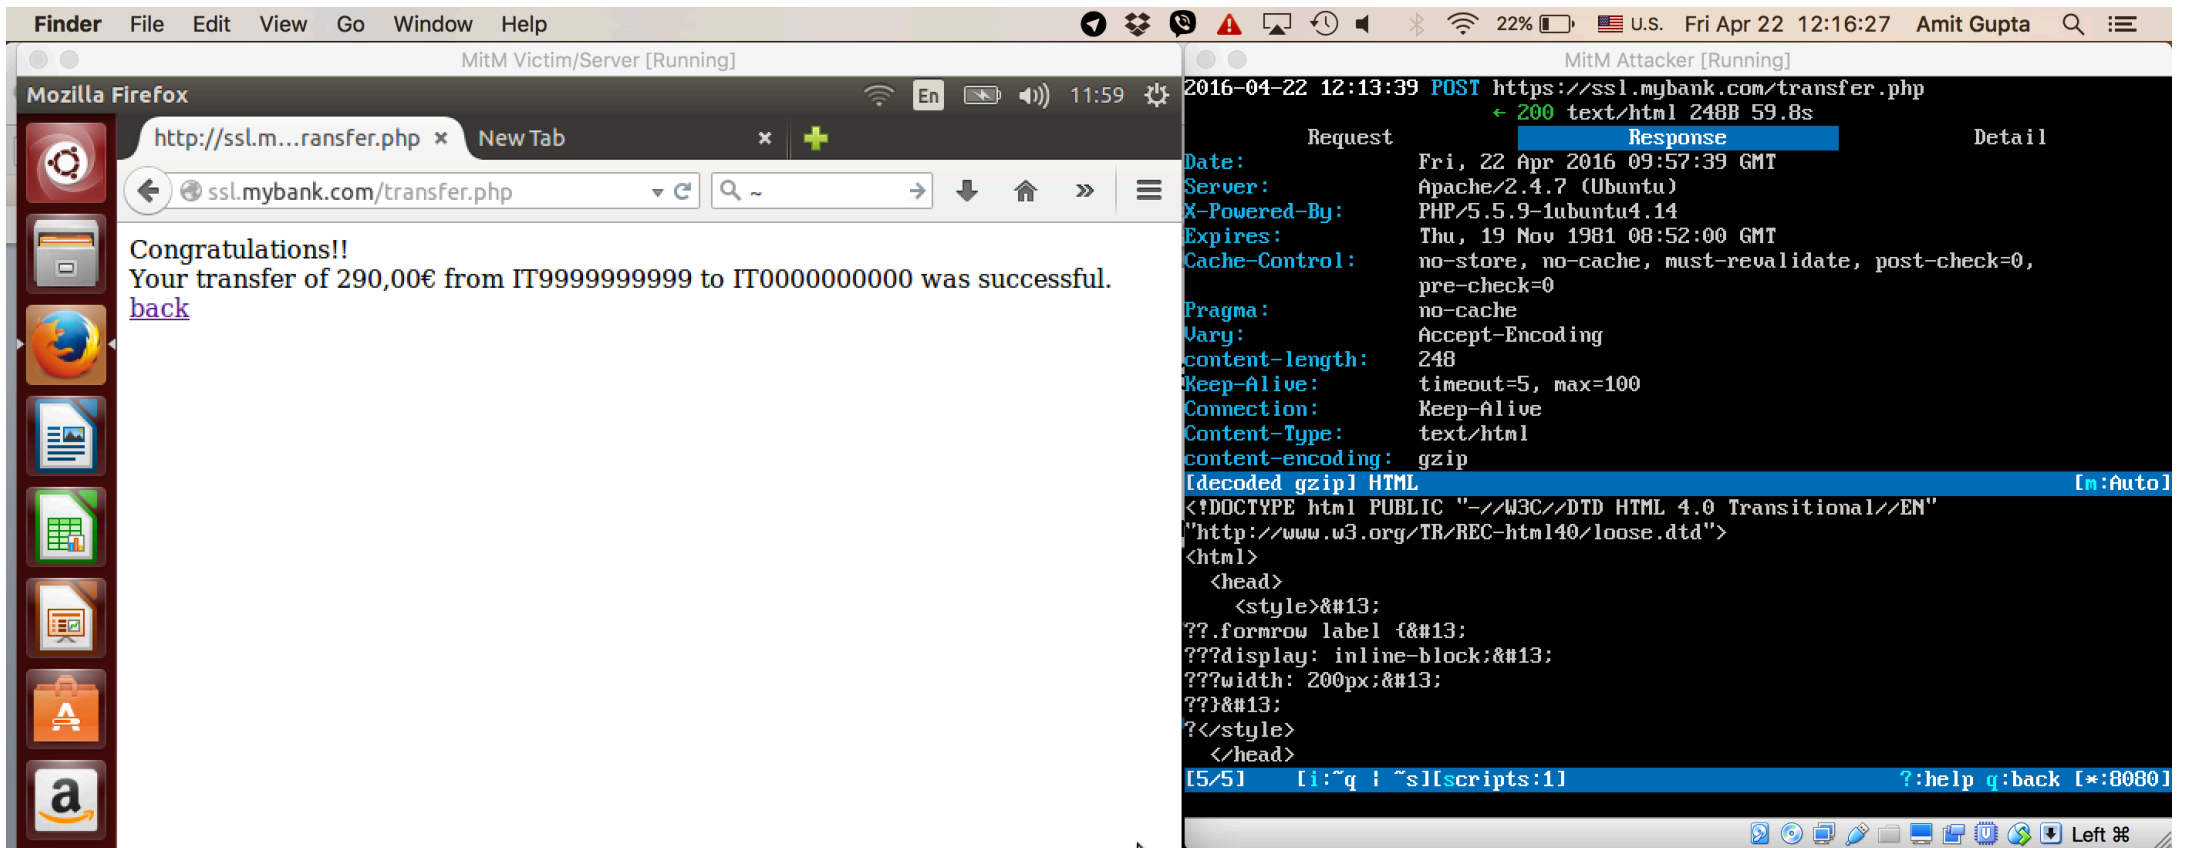 Finder File Edit View Go Window Help 22% U.S. Fri Apr 22 12:16:27 Amit Gupta
MitM Victim/Server [Running]
Mozilla Firefox En 11:59
http://ssl.m...ransfer.php × New Tab ×
ssl.mybank.com/transfer.php ~
Congratulations!!
Your transfer of 290,00€ from IT9999999999 to IT0000000000 was successful.
back
MitM Attacker [Running]
2016-04-22 12:13:39 POST https://ssl.mybank.com/transfer.php
← 200 text/html 248B 59.8s
Request Response Detail
Date: Fri, 22 Apr 2016 09:57:39 GMT
Server: Apache/2.4.7 (Ubuntu)
X-Powered-By: PHP/5.5.9-1ubuntu4.14
Expires: Thu, 19 Nov 1981 08:52:00 GMT
Cache-Control: no-store, no-cache, must-revalidate, post-check=0,
pre-check=0
Pragma: no-cache
Vary: Accept-Encoding
content-length: 248
Keep-Alive: timeout=5, max=100
Connection: Keep-Alive
Content-Type: text/html
content-encoding: gzip
[decoded gzip] HTML [m:Auto]
<!DOCTYPE html PUBLIC "-//W3C//DTD HTML 4.0 Transitional//EN"
"http://www.w3.org/TR/REC-html40/loose.dtd">
<html>
<head>
<style>&#13;
??.formrow label {&#13;
???display: inline-block;&#13;
???width: 200px;&#13;
??}&#13;
?</style>
</head>
[5/5] [i:~q | ~s][scripts:1] ?:help q:back [*:8080]
Left ⌘